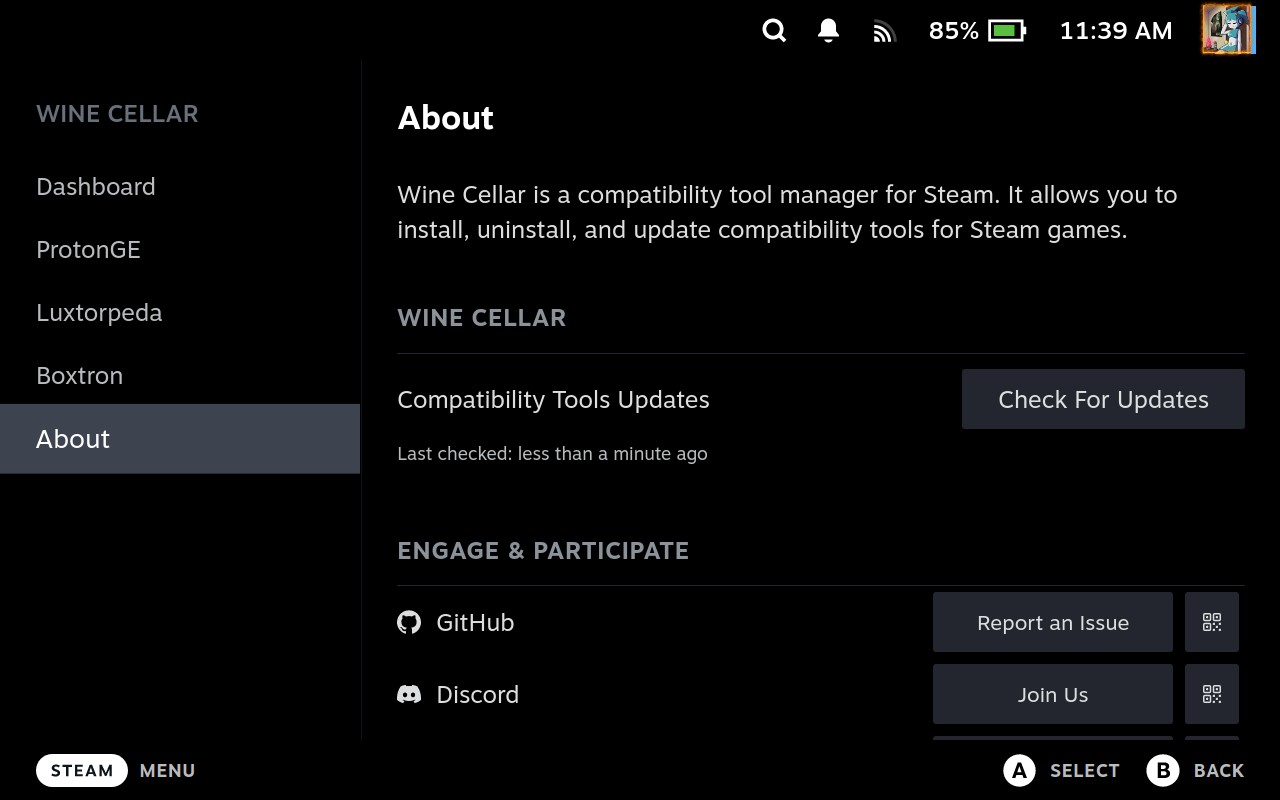 85%
11:39 AM
WINE CELLAR
Dashboard
ProtonGE
Luxtorpeda
Boxtron
About
About
Wine Cellar is a compatibility tool manager for Steam. It allows you to
install, uninstall, and update compatibility tools for Steam games.
WINE CELLAR
Compatibility Tools Updates
Check For Updates
Last checked: less than a minute ago
ENGAGE & PARTICIPATE
GitHub
Report an Issue
Discord
Join Us
STEAM MENU
A SELECT
B BACK